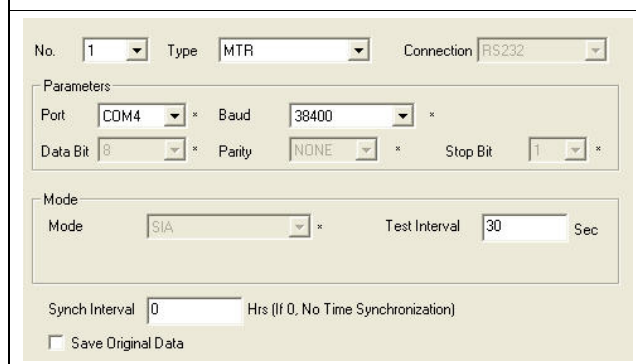 No. 1 Type MTR Connection RS232
Parameters
Port COM4 * Baud 38400 *
Data Bit 8 * Parity NONE * Stop Bit 1 *
Mode
Mode SIA * Test Interval 30 Sec
Synch Interval 0 Hrs (If 0, No Time Synchronization)
Save Original Data